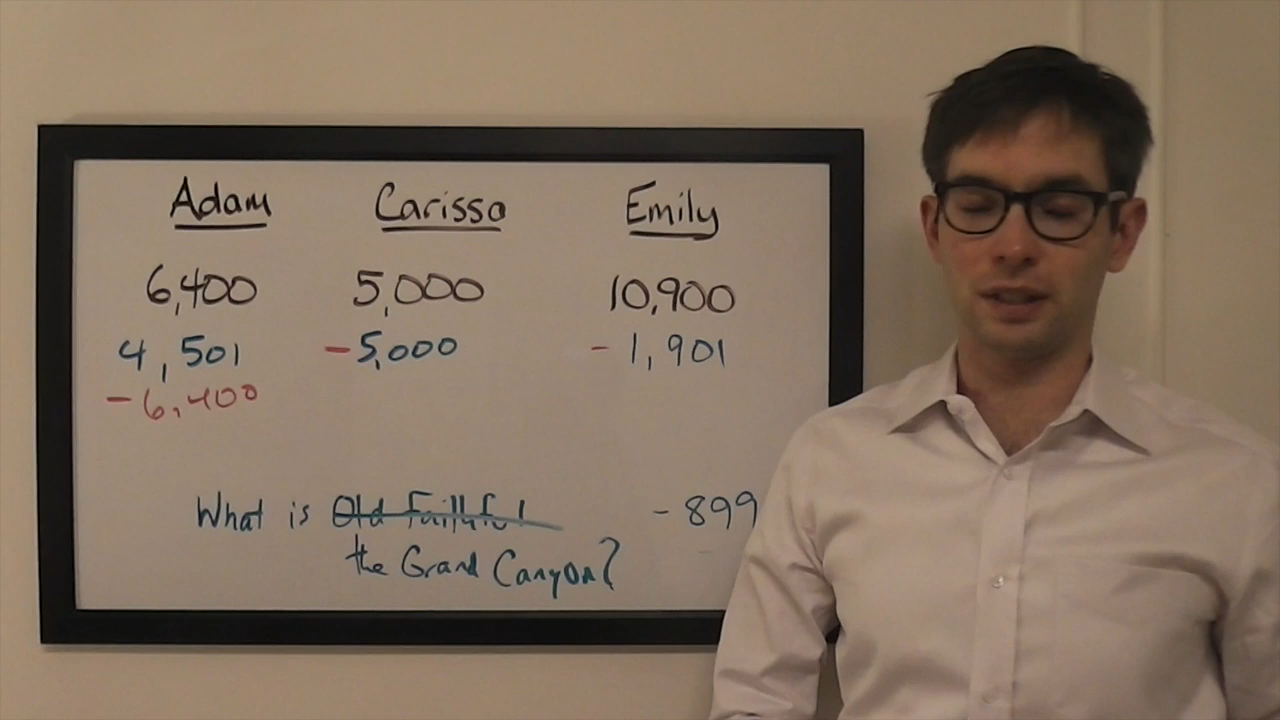 Adam Carissa Emily
6,400 5,000 10,900
4,501 -5,000 -1,901
-6,400
What is Old Faithful -899
the Grand Canyon?